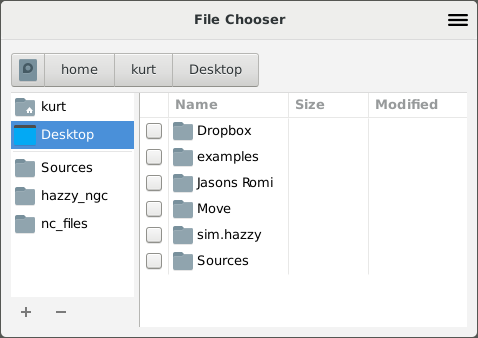 File Chooser
home kurt Desktop
kurt
Desktop
Sources
hazzy_ngc
nc_files
Name Size Modified
Dropbox
examples
Jasons Romi
Move
sim.hazzy
Sources